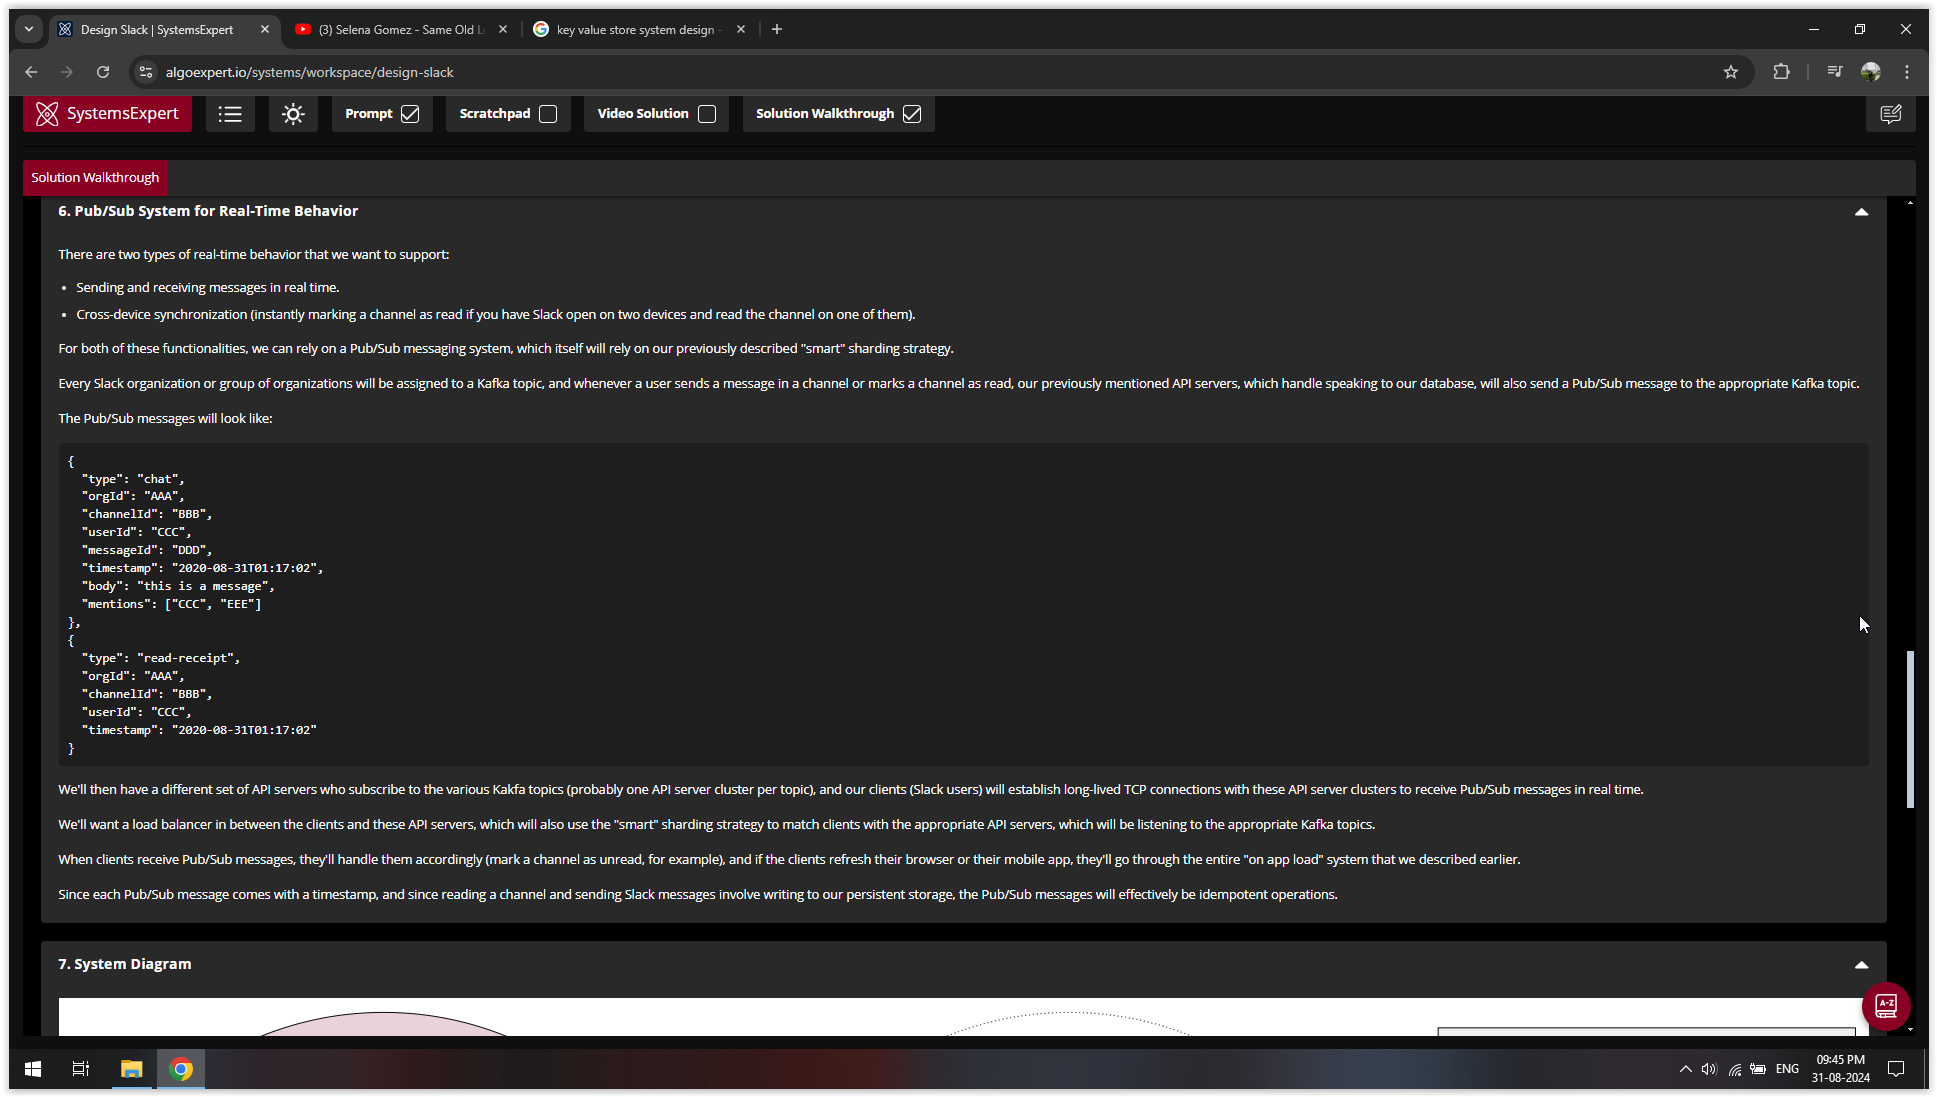 Design Slack | SystemsExpert
(3) Selena Gomez - Same Old L
key value store system design -
algoexpert.io/systems/workspace/design-slack
SystemsExpert
Prompt
Scratchpad
Video Solution
Solution Walkthrough
Solution Walkthrough
6. Pub/Sub System for Real-Time Behavior
There are two types of real-time behavior that we want to support:
• Sending and receiving messages in real time.
• Cross-device synchronization (instantly marking a channel as read if you have Slack open on two devices and read the channel on one of them).
For both of these functionalities, we can rely on a Pub/Sub messaging system, which itself will rely on our previously described "smart" sharding strategy.
Every Slack organization or group of organizations will be assigned to a Kafka topic, and whenever a user sends a message in a channel or marks a channel as read, our previously mentioned API servers, which handle speaking to our database, will also send a Pub/Sub message to the appropriate Kafka topic.
The Pub/Sub messages will look like:
{
"type": "chat",
"orgId": "AAA",
"channelId": "BBB",
"userId": "CCC",
"messageId": "DDD",
"timestamp": "2020-08-31T01:17:02",
"body": "this is a message",
"mentions": ["CCC", "EEE"]
},
{
"type": "read-receipt",
"orgId": "AAA",
"channelId": "BBB",
"userId": "CCC",
"timestamp": "2020-08-31T01:17:02"
}
We'll then have a different set of API servers who subscribe to the various Kakfa topics (probably one API server cluster per topic), and our clients (Slack users) will establish long-lived TCP connections with these API server clusters to receive Pub/Sub messages in real time.
We'll want a load balancer in between the clients and these API servers, which will also use the "smart" sharding strategy to match clients with the appropriate API servers, which will be listening to the appropriate Kafka topics.
When clients receive Pub/Sub messages, they'll handle them accordingly (mark a channel as unread, for example), and if the clients refresh their browser or their mobile app, they'll go through the entire "on app load" system that we described earlier.
Since each Pub/Sub message comes with a timestamp, and since reading a channel and sending Slack messages involve writing to our persistent storage, the Pub/Sub messages will effectively be idempotent operations.
7. System Diagram
A-Z
ENG
09:45 PM
31-08-2024